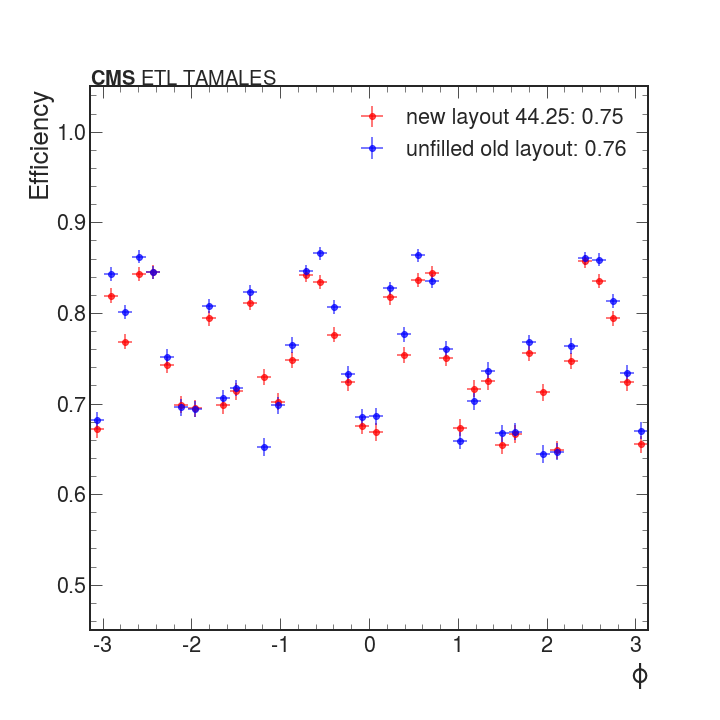 CMS ETL TAMALES
Efficiency
new layout 44.25: 0.75
unfilled old layout: 0.76
1.0
0.9
0.8
0.7
0.6
0.5
-3 -2 -1 0 1 2 3
ϕ